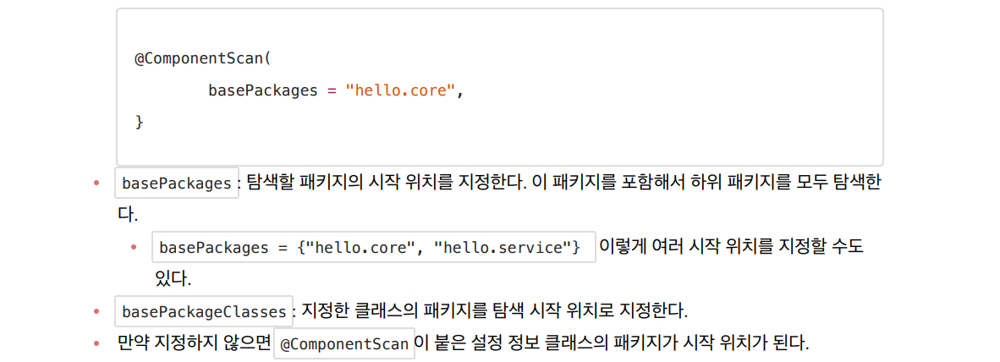 @ComponentScan(
basePackages = "hello.core",
}
basePackages : 탐색할 패키지의 시작 위치를 지정한다. 이 패키지를 포함해서 하위 패키지를 모두 탐색한
다.
basePackages = {"hello.core", "hello.service"} 이렇게 여러 시작 위치를 지정할 수도
있다.
basePackageClasses : 지정한 클래스의 패키지를 탐색 시작 위치로 지정한다.
만약 지정하지 않으면 @ComponentScan 이 붙은 설정 정보 클래스의 패키지가 시작 위치가 된다.